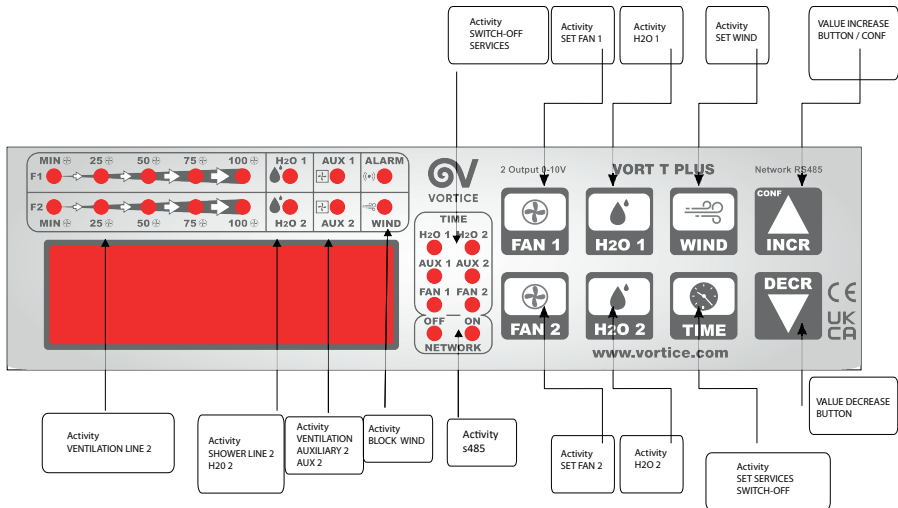 Activity
SWITCH-OFF
SERVICES
Activity
SET FAN 1
Activity
H2O 1
Activity
SET WIND
VALUE INCREASE
BUTTON / CONF
MIN 25 50 75 100 H2O 1 AUX 1 ALARM
F1
F2
MIN 25 50 75 100 H2O 2 AUX 2 WIND
VORTICE
TIME
H2O 1 H2O 2
AUX 1 AUX 2
FAN 1 FAN 2
OFF ON
NETWORK
2 Output 0-10V VORT T PLUS Network RS485
FAN 1
H2O 1
WIND
CONF
INCR
FAN 2
H2O 2
TIME
DECR
CE
UK
CA
www.vortice.com
Activity
VENTILATION LINE 2
Activity
SHOWER LINE 2
H20 2
Activity
VENTILATION
AUXILIARY 2
AUX 2
Activity
BLOCK WIND
Activity
s485
Activity
SET FAN 2
Activity
H2O 2
Activity
SET SERVICES
SWITCH-OFF
VALUE DECREASE
BUTTON